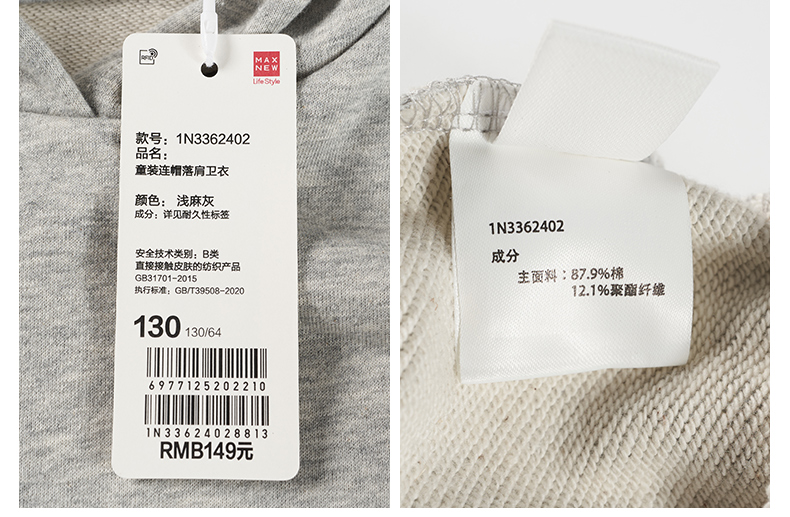 RFID
MAX
NEW
Life Style
款号：1N3362402
品名：
童装连帽落肩卫衣
颜色： 浅麻灰
成分：详见耐久性标签
安全技术类别：B类
直接接触皮肤的纺织产品
GB31701-2015
执行标准：GB/T39508-2020
130 130/64
6977125202210
1N33624028813
RMB149元
1N3362402
成分
主面料：87.9%棉
12.1%聚酯纤维